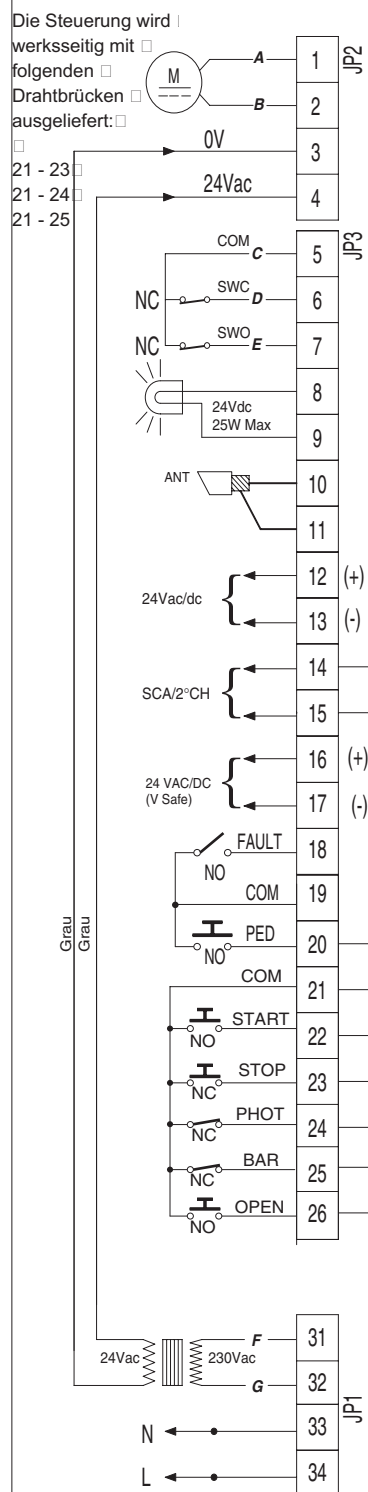 Die Steuerung wird
werksseitig mit
folgenden
Drahtbrücken
ausgeliefert:
21 - 23
21 - 24
21 - 25
M
A 1 JP2
B 2
0V 3
24Vac 4
COM C 5 JP3
NC SWC D 6
NC SWO E 7
8
24Vdc
25W Max
9
ANT 10
11
24Vac/dc
12 (+)
13 (-)
SCA/2°CH
14
15
24 VAC/DC
(V Safe)
16 (+)
17 (-)
FAULT 18
NO
COM 19
PED 20
NO
Grau
Grau
COM 21
START 22
NO
STOP 23
NC
PHOT 24
NC
BAR 25
NC
OPEN 26
NO
24Vac 230Vac
F 31
G 32
JP1
N 33
L 34